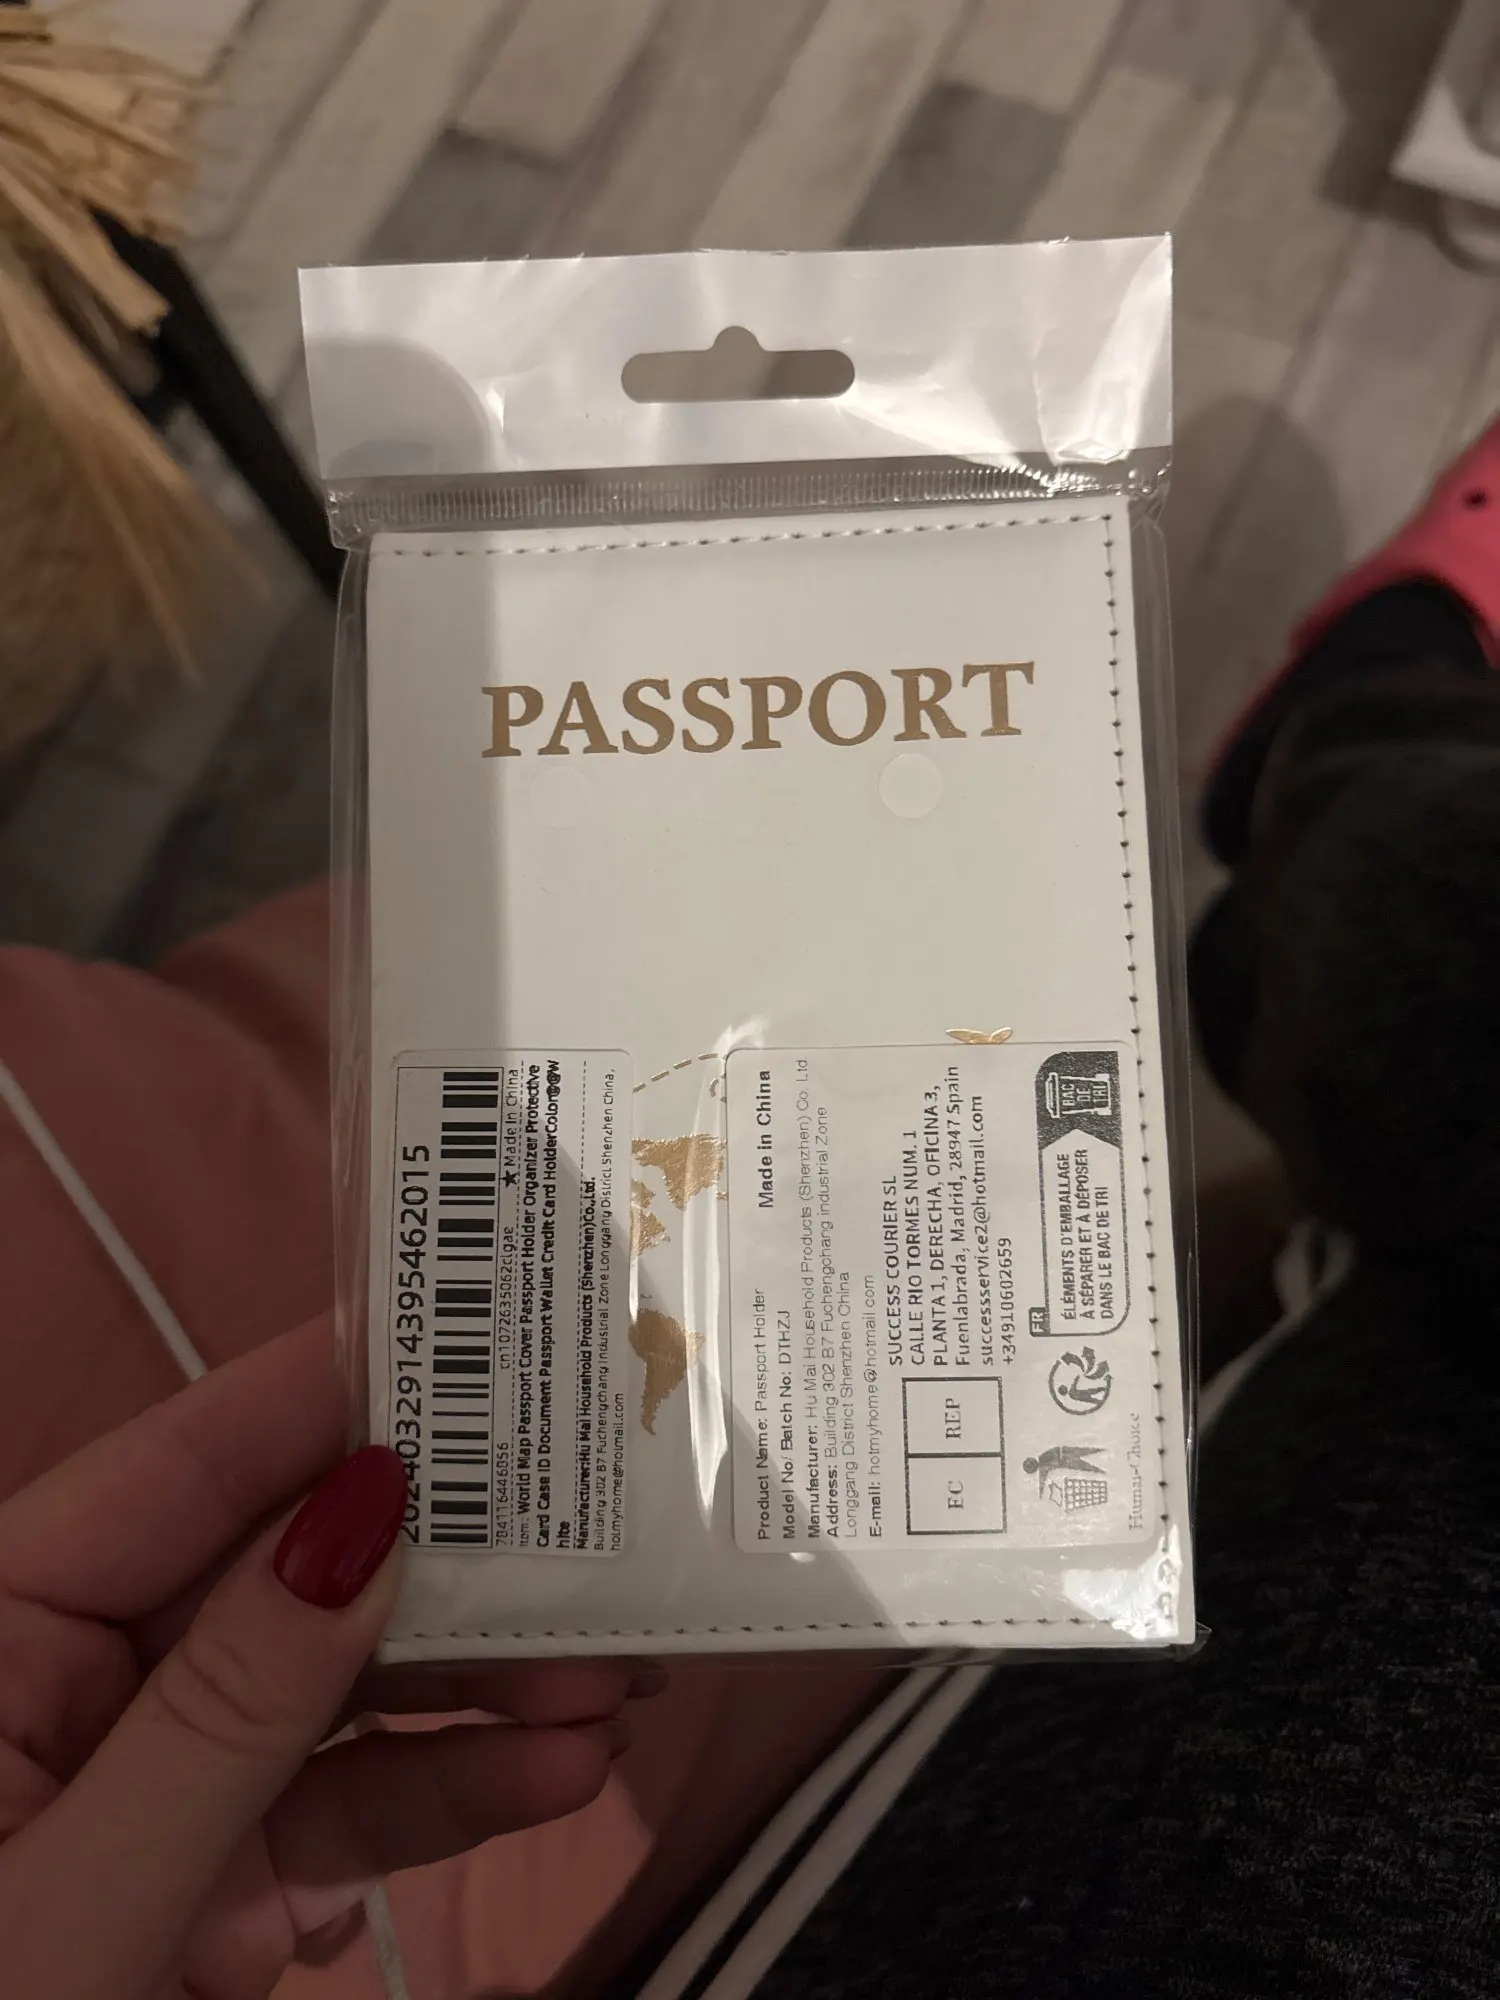 PASSPORT
2024032914395462015
784116446856 cn1072635062clgae ★Made In China
Item: World Map Passport Cover Passport Holder Organizer Protective
Card Case ID Document Passport Wallet Credit Card HolderColor@@W
hite
Manufacturer:Hu Mai Household Products (Shenzhen)Co.,Ltd.
Building 302 B7 Fuchengchang Industrial Zone Longgang District Shenzhen China,
hotmyhome@hotmail.com
Product Name: Passport Holder Made in China
Model No/ Batch No: DTHZJ
Manufacturer: Hu Mai Household Products (Shenzhen) Co. Ltd
Address: Building 302 B7 Fuchengchang industrial Zone
Longgang District Shenzhen China
E-mail: hotmyhome@hotmail.com
EC REP
SUCCESS COURIER SL
CALLE RIO TORMES NUM. 1
PLANTA 1, DERECHA, OFICINA 3,
Fuenlabrada, Madrid, 28947 Spain
successservice2@hotmail.com
+34910602659
FR
ÉLÉMENTS D'EMBALLAGE
À SÉPARER ET À DÉPOSER
DANS LE BAC DE TRI
BAC
DE
TRI
Human-Choice